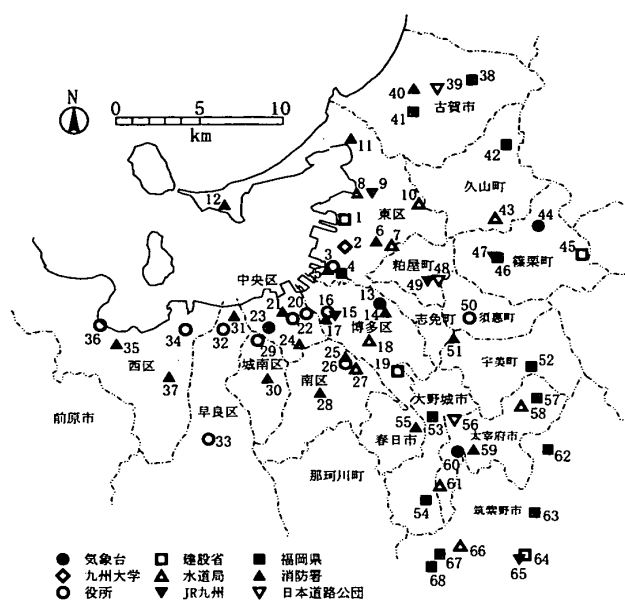 N
0 5 10
km
40 39 38
古賀市
41
11
42
12
8 9
10
久山町
東区
1
43
44
6 7
2
47
46
45
篠栗町
3
4
5
粕屋町
48
49
中央区
13
50
須恵町
21 20
16
15
14
志免町
36
34
32
31
23
22
17
博多区
18
51
35
29
24
宇美町
52
西区
城南区
25
26
27
19
37
30
南区
28
大野城市
57
58
前原市
早良区
55
53
56
春日市
太宰府市
33
60
59
62
那珂川町
61
54
筑紫野市
63
66
67
68
64
65
気象台 建設省 福岡県
九州大学 水道局 消防署
役所 JR九州 日本道路公団